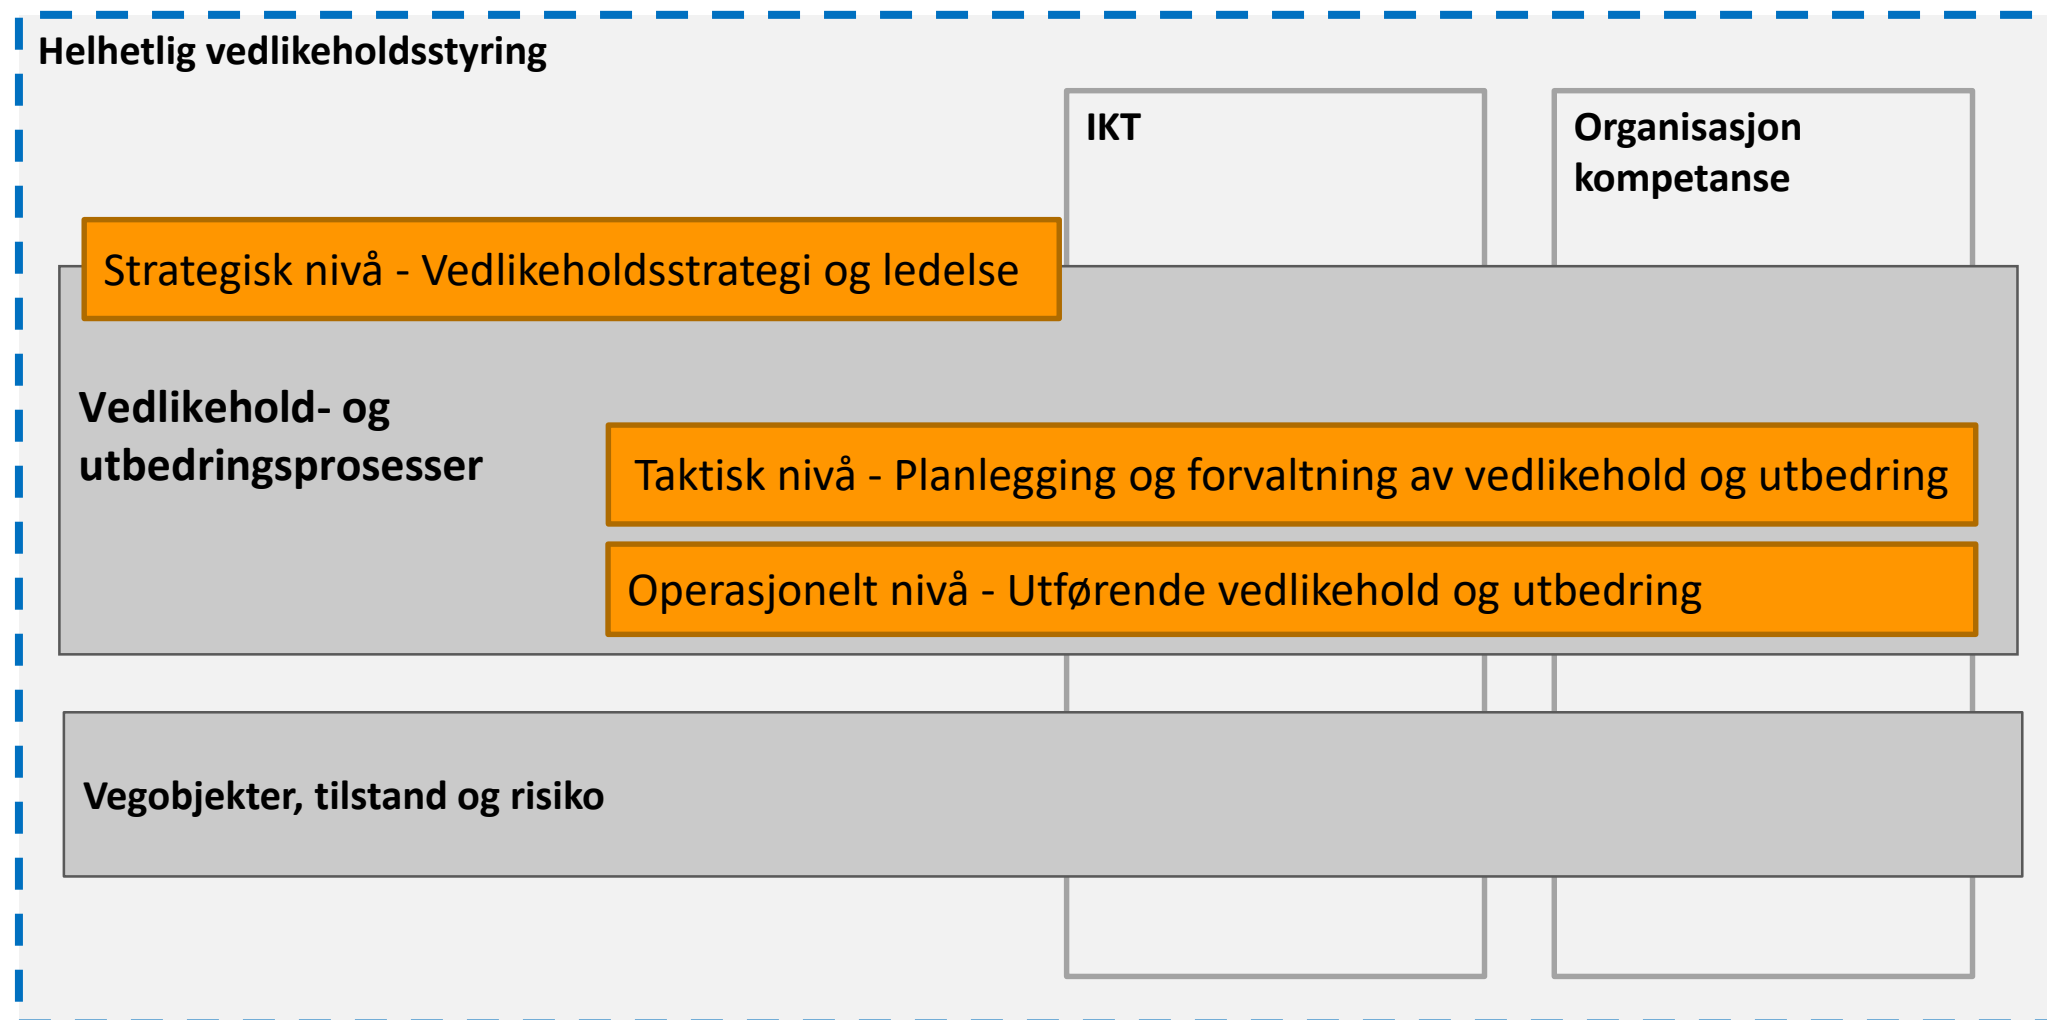 Helhetlig vedlikeholdsstyring
IKT
Organisasjon
kompetanse
Strategisk nivå - Vedlikeholdsstrategi og ledelse
Vedlikehold- og
utbedringsprosesser
Taktisk nivå - Planlegging og forvaltning av vedlikehold og utbedring
Operasjonelt nivå - Utførende vedlikehold og utbedring
Vegobjekter, tilstand og risiko